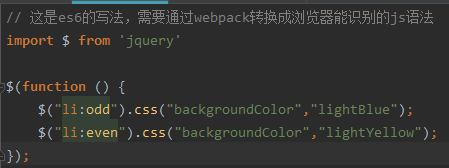 // 这是es6的写法，需要通过webpack转换成浏览器能识别的js语法
import $ from 'jquery'
$(function () {
    $("li:odd").css("backgroundColor","lightBlue");
    $("li:even").css("backgroundColor","lightYellow");
});